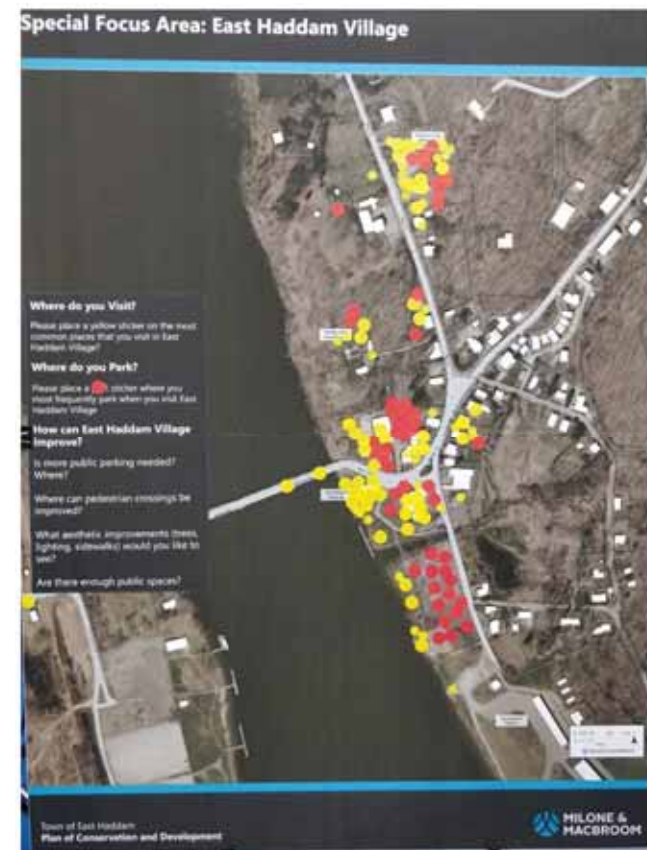 Special Focus Area: East Haddam Village
Where do you Visit?
Please place a yellow sticker on the most
common places that you visit in East
Haddam Village?
Where do you Park?
Please place a sticker where you
most frequently park when you visit East
Haddam Village
How can East Haddam Village
Improve?
Is more public parking needed?
Where?
Where can pedestrian crossings be
improved?
What aesthetic improvements (trees,
lighting, sidewalks) would you like to
see?
Are there enough public spaces?
Town of East Haddam
Plan of Conservation and Development
MILONE &
MACBROOM